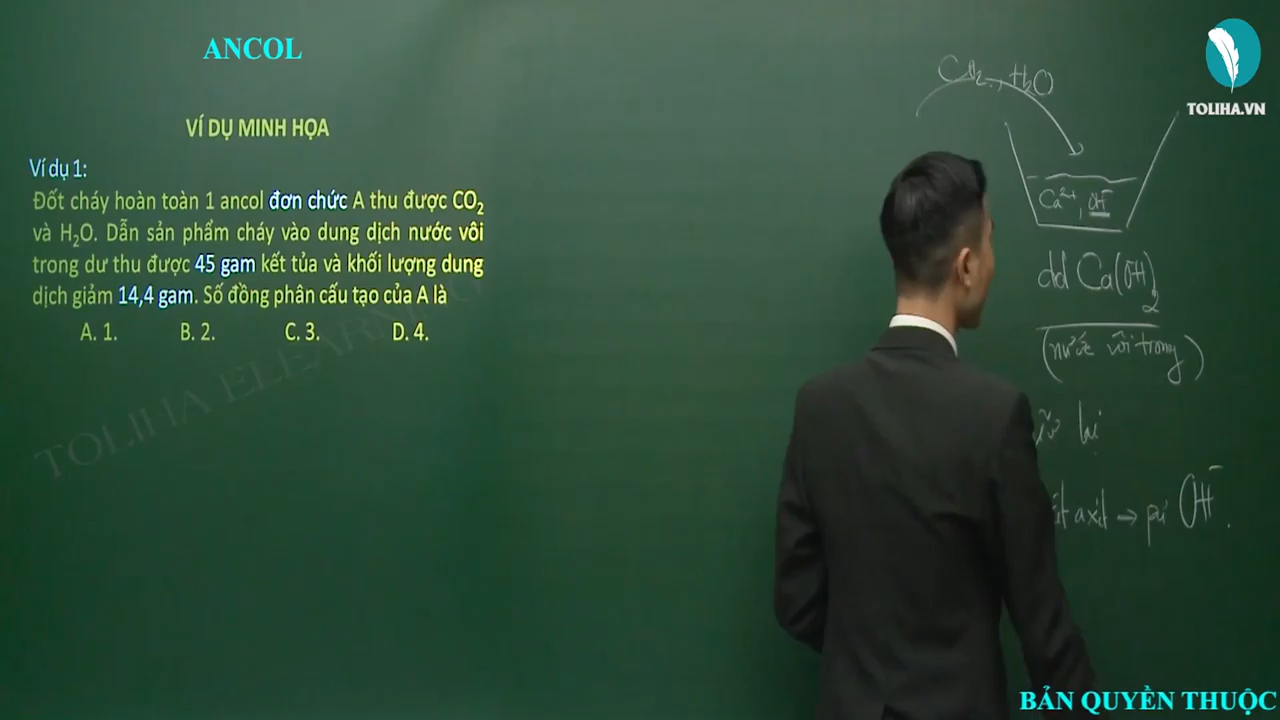 ANCOL
VÍ DỤ MINH HỌA
Ví dụ 1:
Đốt cháy hoàn toàn 1 ancol đơn chức A thu được CO₂
và H₂O. Dẫn sản phẩm cháy vào dung dịch nước vôi
trong dư thu được 45 gam kết tủa và khối lượng dung
dịch giảm 14,4 gam. Số đồng phân cấu tạo của A là
A. 1. B. 2. C. 3. D. 4.
TOLIHA ELEARNING
CO₂, H₂O
TOLIHA.VN
Ca²⁺, OH⁻
dd Ca(OH)₂
(nước vôi trong)
lại
axit → pứ OH⁻.
BẢN QUYỀN THUỘC